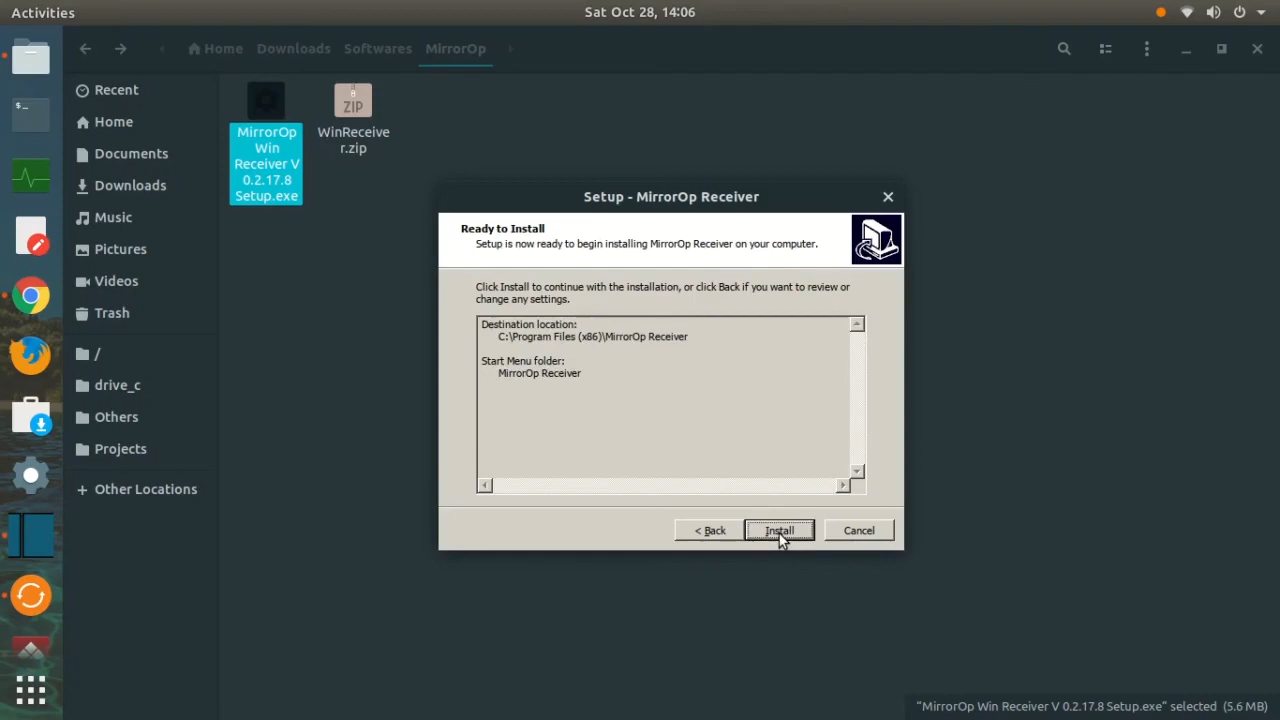 Activities
Sat Oct 28, 14:06
Home
Downloads
Softwares
MirrorOp
Recent
Home
Documents
Downloads
Music
Pictures
Videos
Trash
/
drive_c
Others
Projects
+ Other Locations
MirrorOp
Win
Receiver V
0.2.17.8
Setup.exe
ZIP
WinReceive
r.zip
Setup - MirrorOp Receiver
Ready to Install
Setup is now ready to begin installing MirrorOp Receiver on your computer.
Click Install to continue with the installation, or click Back if you want to review or
change any settings.
Destination location:
C:\Program Files (x86)\MirrorOp Receiver
Start Menu folder:
MirrorOp Receiver
< Back
Install
Cancel
"MirrorOp Win Receiver V 0.2.17.8 Setup.exe" selected (5.6 MB)